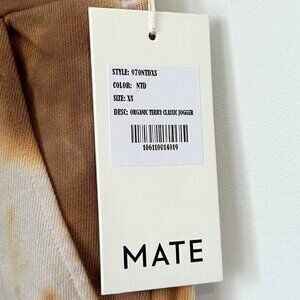 STYLE: 970NTDXS
COLOR: NTD
SIZE: XS
DESC: ORGANIC TERRY CLASSIC JOGGER
106110016019
MATE